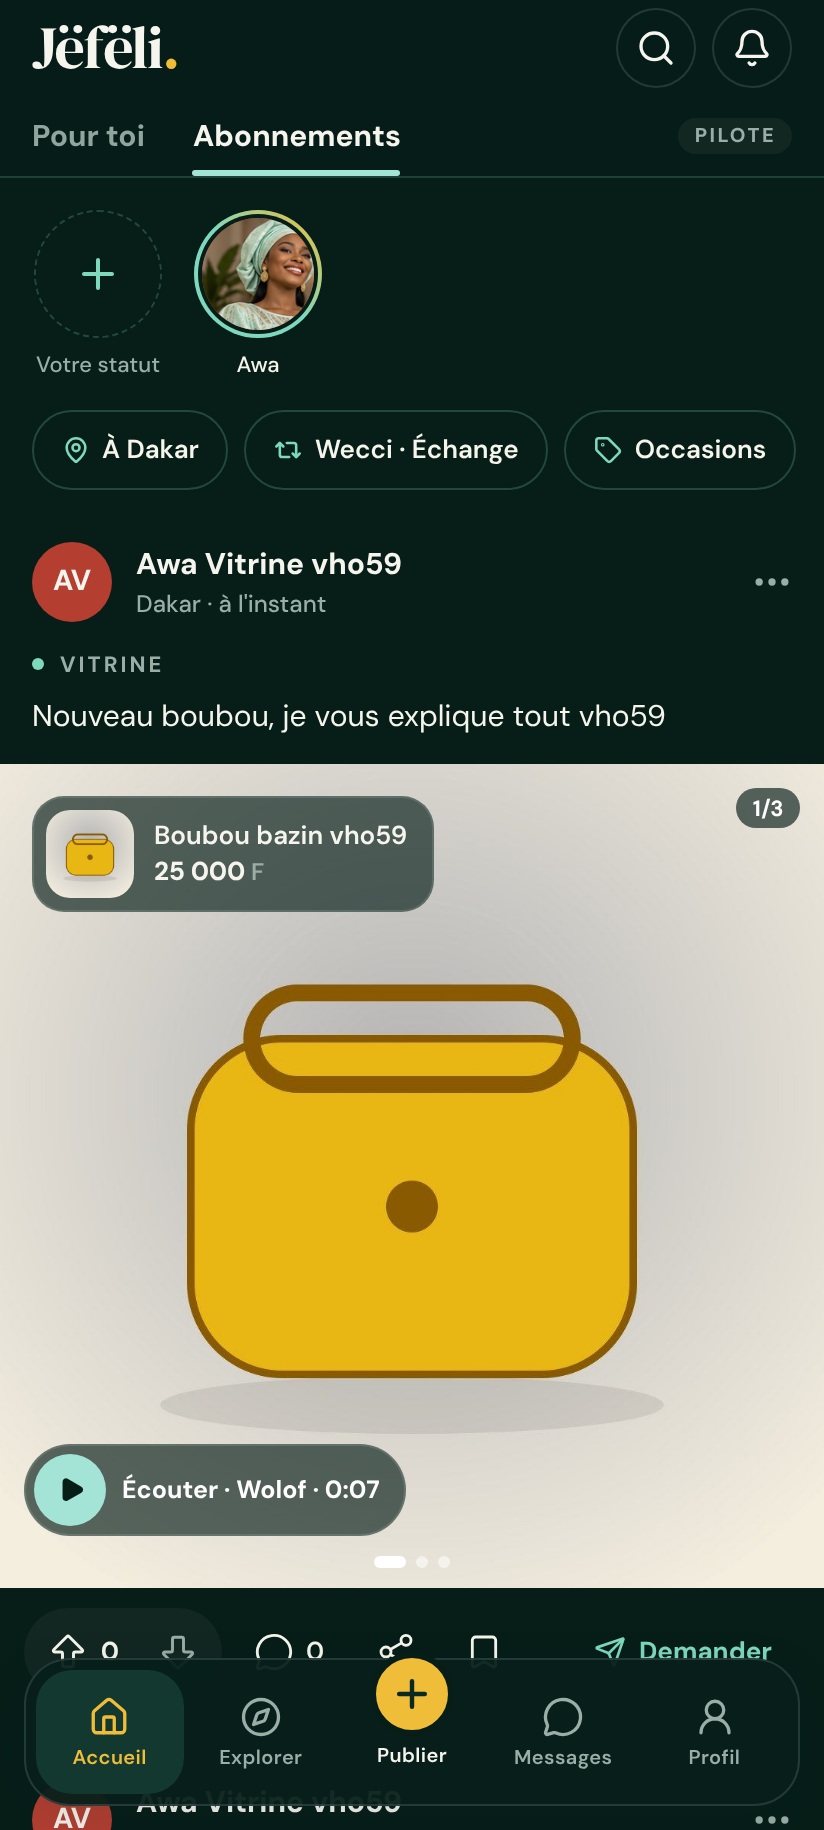 Jëfëli.
Pour toi
Abonnements
PILOTE
Votre statut
Awa
À Dakar
Wecci · Échange
Occasions
AV
Awa Vitrine vho59
Dakar · à l'instant
VITRINE
Nouveau boubou, je vous explique tout vho59
Boubou bazin vho59
25 000 F
1/3
Écouter · Wolof · 0:07
0
0
Demander
Accueil
Explorer
Publier
Messages
Profil
AV
Awa Vitrine vho59